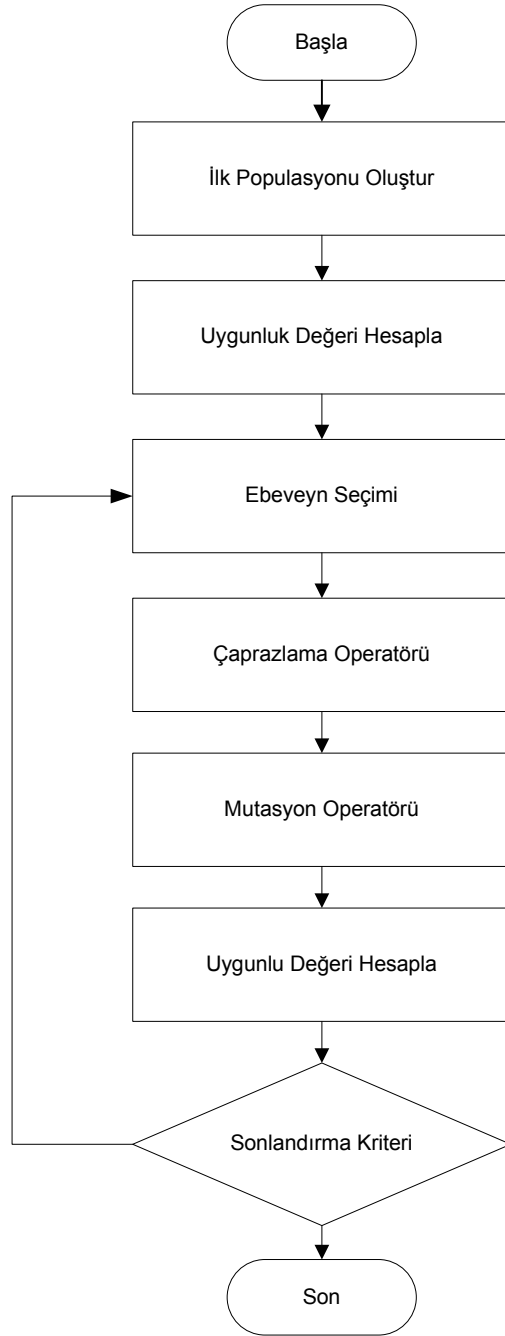 Başla
İlk Populasyonu Oluştur
Uygunluk Değeri Hesapla
Ebeveyn Seçimi
Çaprazlama Operatörü
Mutasyon Operatörü
Uygunlu Değeri Hesapla
Sonlandırma Kriteri
Son